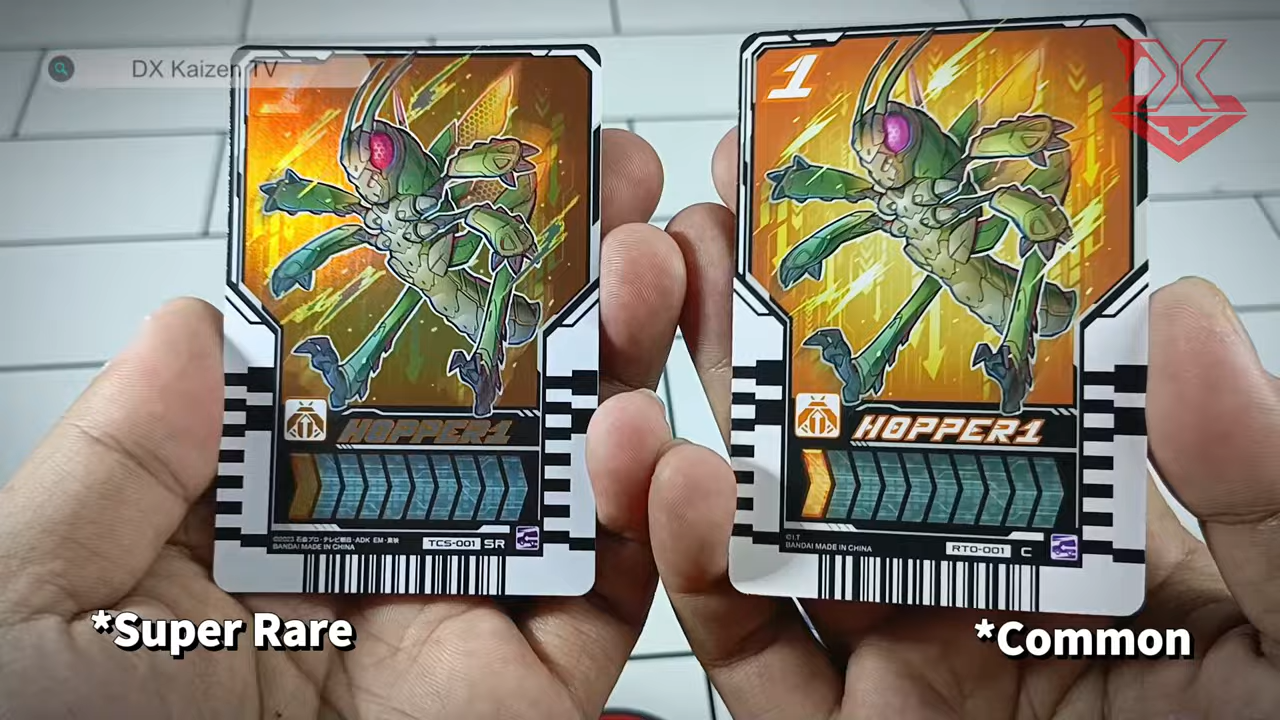 DX Kaizen TV
DX
1
HOPPER1
©2023 石森プロ・テレビ朝日・ADK EM・東映
BANDAI MADE IN CHINA
TCS-001 SR
HOPPER1
©I.T
BANDAI MADE IN CHINA
RT0-001 C
*Super Rare
*Common